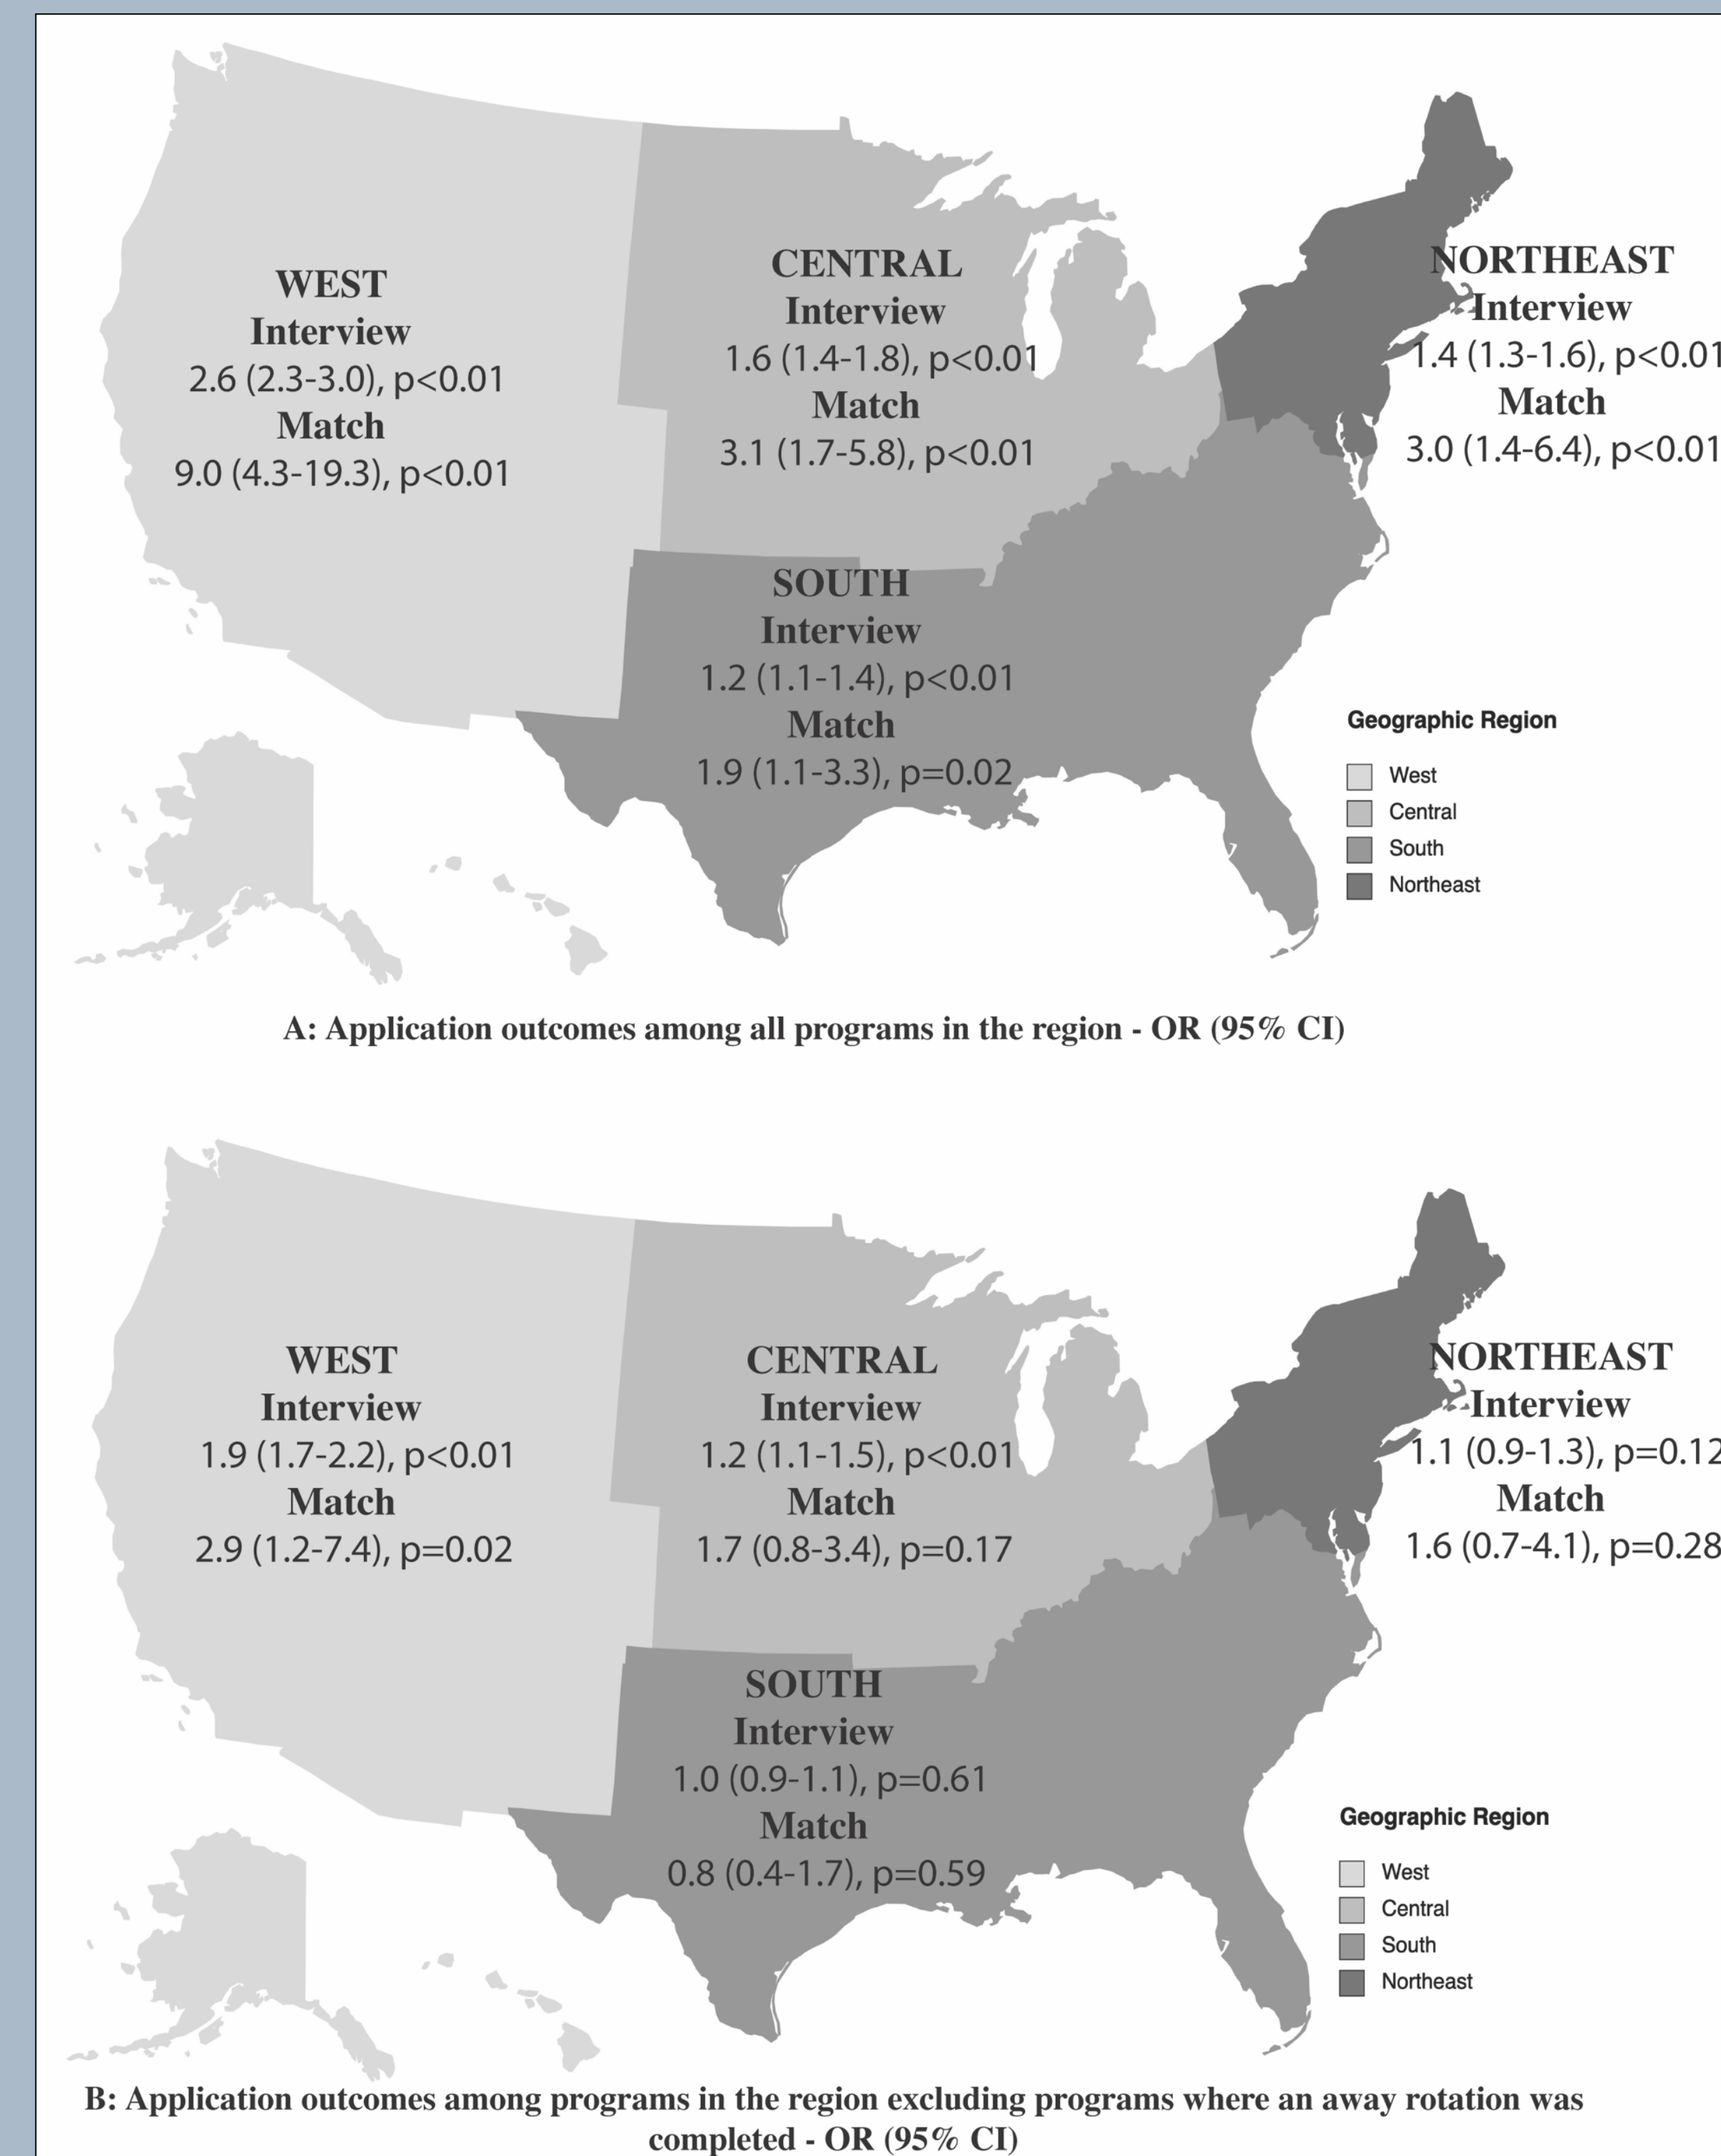 WEST
Interview
2.6 (2.3-3.0), p<0.01
Match
9.0 (4.3-19.3), p<0.01
CENTRAL
Interview
1.6 (1.4-1.8), p<0.01
Match
3.1 (1.7-5.8), p<0.01
NORTHEAST
Interview
1.4 (1.3-1.6), p<0.01
Match
3.0 (1.4-6.4), p<0.01
SOUTH
Interview
1.2 (1.1-1.4), p<0.01
Match
1.9 (1.1-3.3), p=0.02
Geographic Region
West
Central
South
Northeast
A: Application outcomes among all programs in the region - OR (95% CI)
WEST
Interview
1.9 (1.7-2.2), p<0.01
Match
2.9 (1.2-7.4), p=0.02
CENTRAL
Interview
1.2 (1.1-1.5), p<0.01
Match
1.7 (0.8-3.4), p=0.17
NORTHEAST
Interview
1.1 (0.9-1.3), p=0.12
Match
1.6 (0.7-4.1), p=0.28
SOUTH
Interview
1.0 (0.9-1.1), p=0.61
Match
0.8 (0.4-1.7), p=0.59
Geographic Region
West
Central
South
Northeast
B: Application outcomes among programs in the region excluding programs where an away rotation was
completed - OR (95% CI)